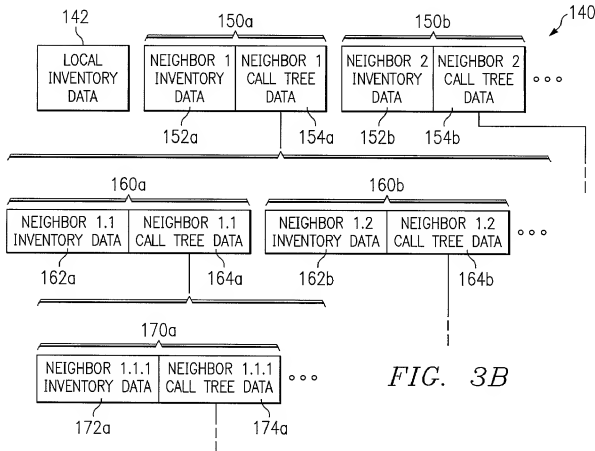 142
150a
150b
140
LOCAL
INVENTORY
DATA
NEIGHBOR 1
INVENTORY
DATA
NEIGHBOR 1
CALL TREE
DATA
NEIGHBOR 2
INVENTORY
DATA
NEIGHBOR 2
CALL TREE
DATA
152a
154a
152b
154b
160a
160b
NEIGHBOR 1.1
INVENTORY DATA
NEIGHBOR 1.1
CALL TREE DATA
NEIGHBOR 1.2
INVENTORY DATA
NEIGHBOR 1.2
CALL TREE DATA
162a
164a
162b
164b
170a
NEIGHBOR 1.1.1
INVENTORY DATA
NEIGHBOR 1.1.1
CALL TREE DATA
172a
174a
FIG. 3B